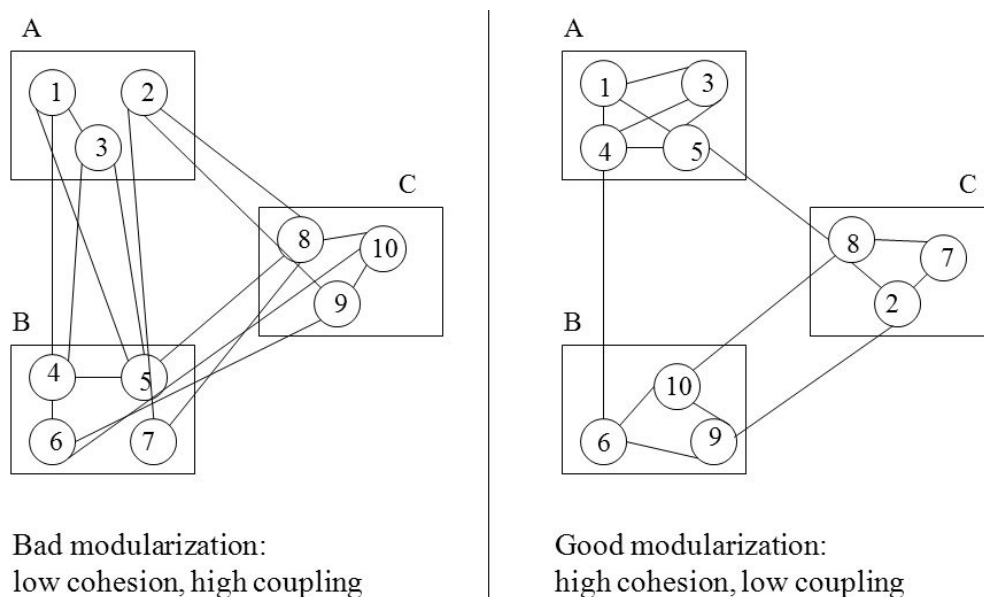 A
1
2
3
C
8
10
9
B
4
5
6
7
Bad modularization:
low cohesion, high coupling
A
1
3
4
5
C
8
7
2
B
10
6
9
Good modularization:
high cohesion, low coupling